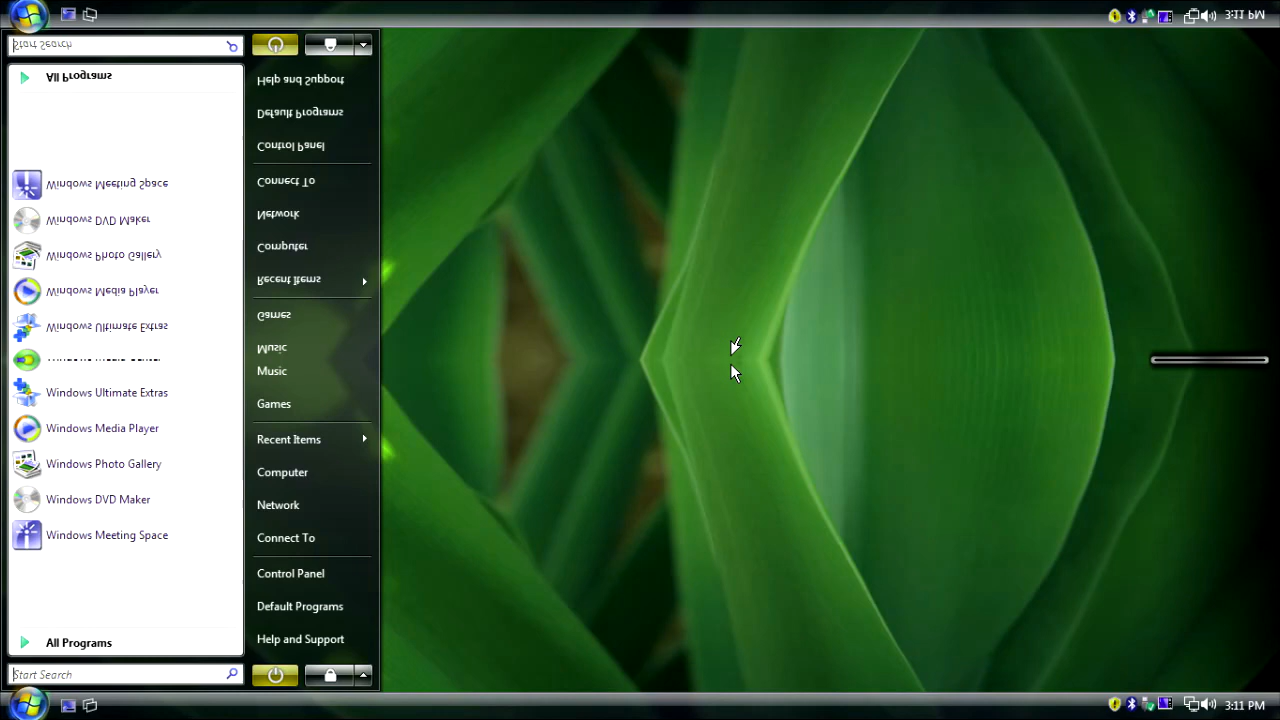 3:11 PM
Start Search
All Programs
Help and Support
Default Programs
Control Panel
Windows Meeting Space
Connect To
Windows DVD Maker
Network
Windows Photo Gallery
Computer
Windows Media Player
Recent Items
Windows Ultimate Extras
Games
Music
Music
Windows Ultimate Extras
Games
Windows Media Player
Recent Items
Windows Photo Gallery
Computer
Windows DVD Maker
Network
Windows Meeting Space
Connect To
Control Panel
Default Programs
All Programs
Help and Support
Start Search
3:11 PM